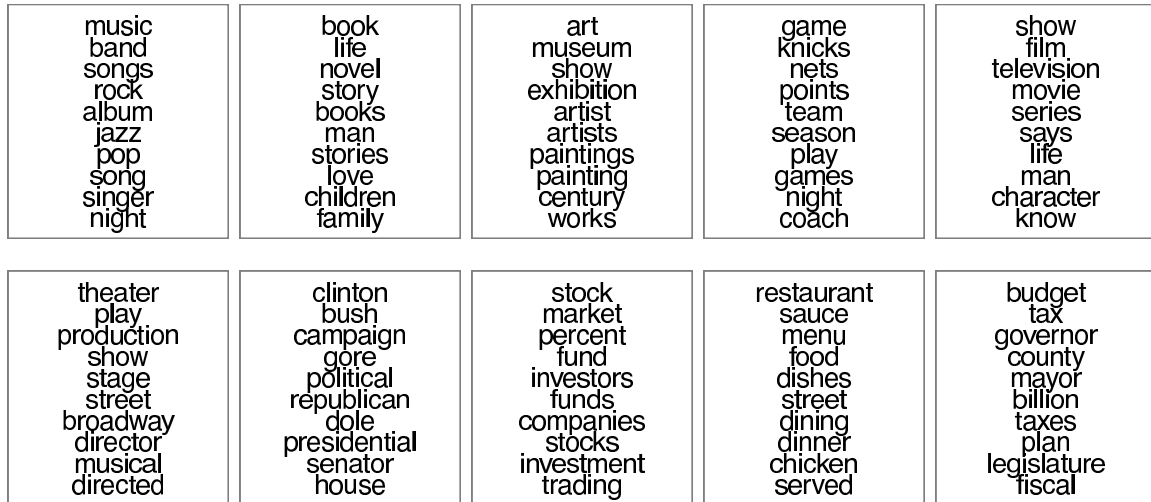 music
band
songs
rock
album
jazz
pop
song
singer
night
book
life
novel
story
books
man
stories
love
children
family
art
museum
show
exhibition
artist
artists
paintings
painting
century
works
game
knicks
nets
points
team
season
play
games
night
coach
show
film
television
movie
series
says
life
man
character
know
theater
play
production
show
stage
street
broadway
director
musical
directed
clinton
bush
campaign
gore
political
republican
dole
presidential
senator
house
stock
market
percent
fund
investors
funds
companies
stocks
investment
trading
restaurant
sauce
menu
food
dishes
street
dining
dinner
chicken
served
budget
tax
governor
county
mayor
billion
taxes
plan
legislature
fiscal